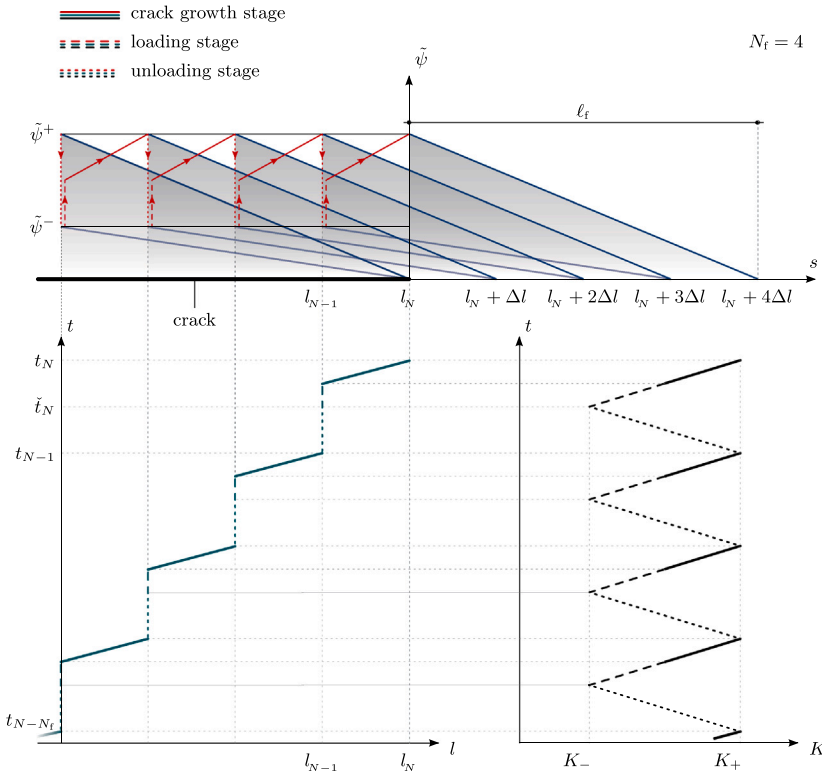 crack growth stage
loading stage
unloading stage
N_f = 4
ψ̃
ℓ_f
ψ̃⁺
ψ̃⁻
s
l_{N−1} l_N l_N + Δl l_N + 2Δl l_N + 3Δl l_N + 4Δl
crack
t t
t_N
ť_N
t_{N−1}
t_{N−N_f}
l K
l_{N−1} l_N K_− K_+